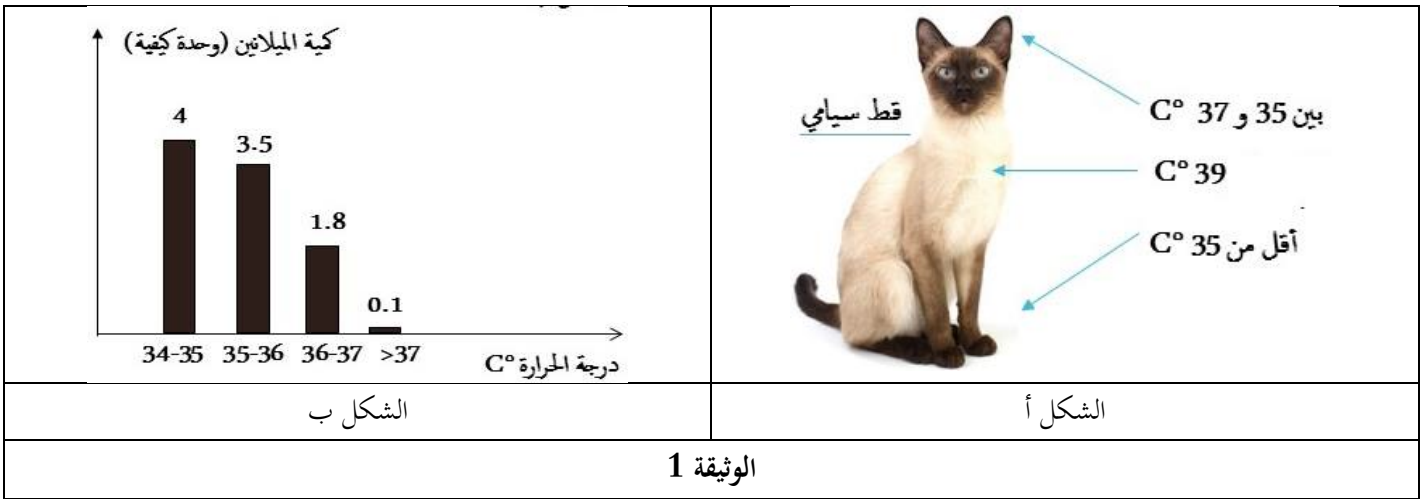 بين 35 و 37 °C
قط سيامي
39 °C
أقل من 35 °C
كمية الميلانين (وحدة كيفية)
4
3.5
1.8
0.1
34-35 35-36 36-37 >37
درجة الحرارة °C
الشكل أ
الشكل ب
الوثيقة 1